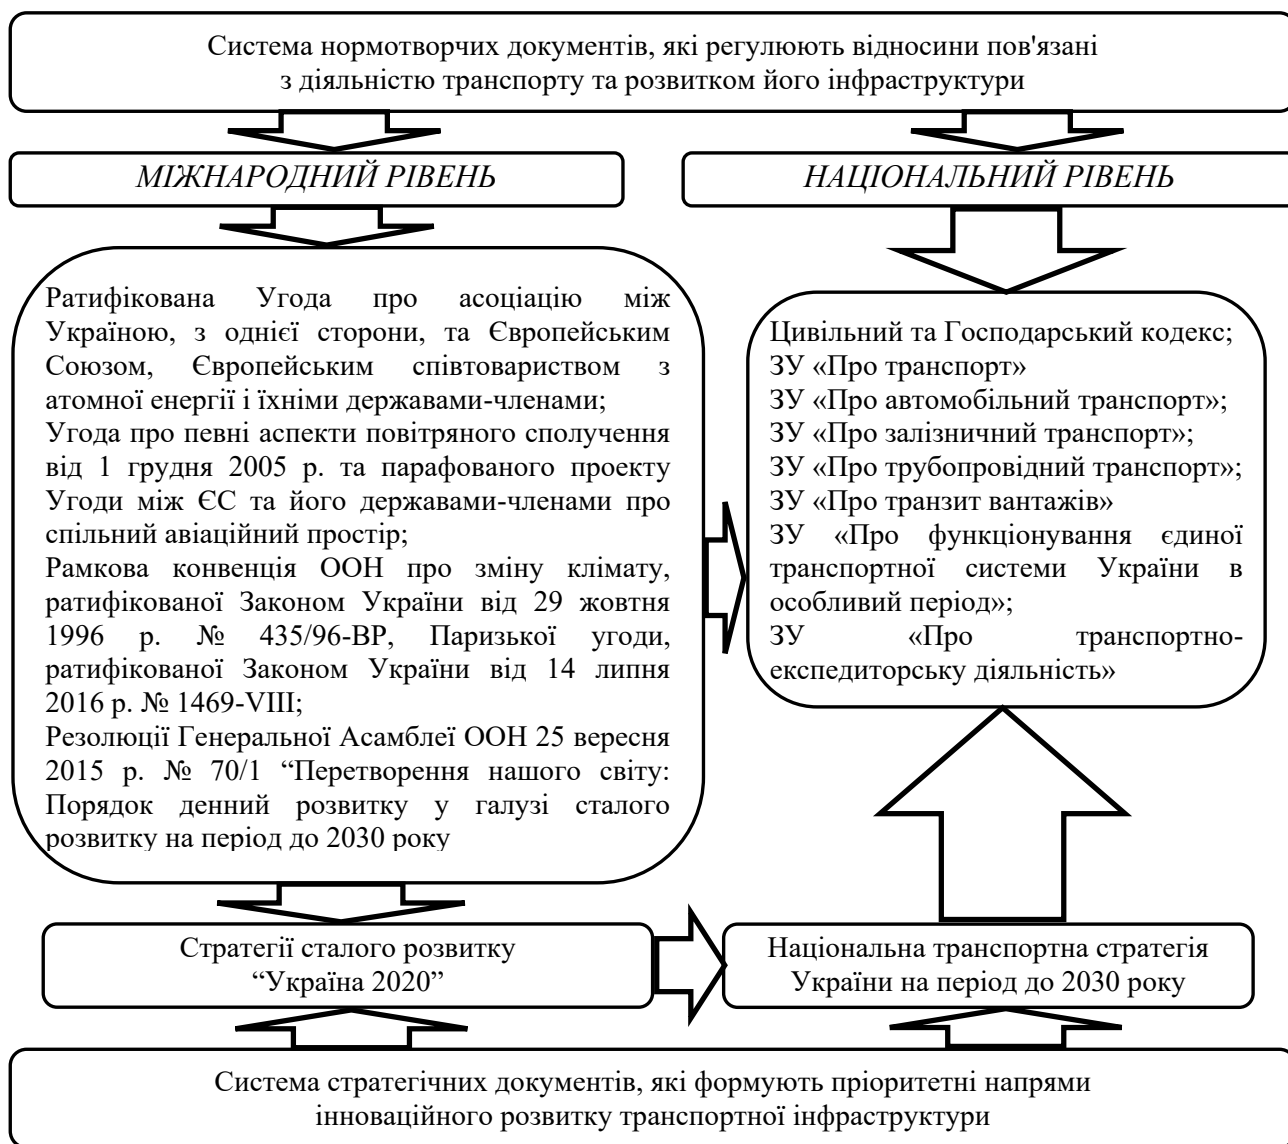 Система нормотворчих документів, які регулюють відносини пов'язані
з діяльністю транспорту та розвитком його інфраструктури
МІЖНАРОДНИЙ РІВЕНЬ
НАЦІОНАЛЬНИЙ РІВЕНЬ
Ратифікована Угода про асоціацію між
Україною, з однієї сторони, та Європейським
Союзом, Європейським співтовариством з
атомної енергії і їхніми державами-членами;
Угода про певні аспекти повітряного сполучення
від 1 грудня 2005 р. та парафованого проекту
Угоди між ЄС та його державами-членами про
спільний авіаційний простір;
Рамкова конвенція ООН про зміну клімату,
ратифікованої Законом України від 29 жовтня
1996 р. № 435/96-ВР, Паризької угоди,
ратифікованої Законом України від 14 липня
2016 р. № 1469-VIII;
Резолюції Генеральної Асамблеї ООН 25 вересня
2015 р. № 70/1 “Перетворення нашого світу:
Порядок денний розвитку у галузі сталого
розвитку на період до 2030 року
Цивільний та Господарський кодекс;
ЗУ «Про транспорт»
ЗУ «Про автомобільний транспорт»;
ЗУ «Про залізничний транспорт»;
ЗУ «Про трубопровідний транспорт»;
ЗУ «Про транзит вантажів»
ЗУ «Про функціонування єдиної
транспортної системи України в
особливий період»;
ЗУ «Про транспортно-
експедиторську діяльність»
Стратегії сталого розвитку
“Україна 2020”
Національна транспортна стратегія
України на період до 2030 року
Система стратегічних документів, які формують пріоритетні напрями
інноваційного розвитку транспортної інфраструктури